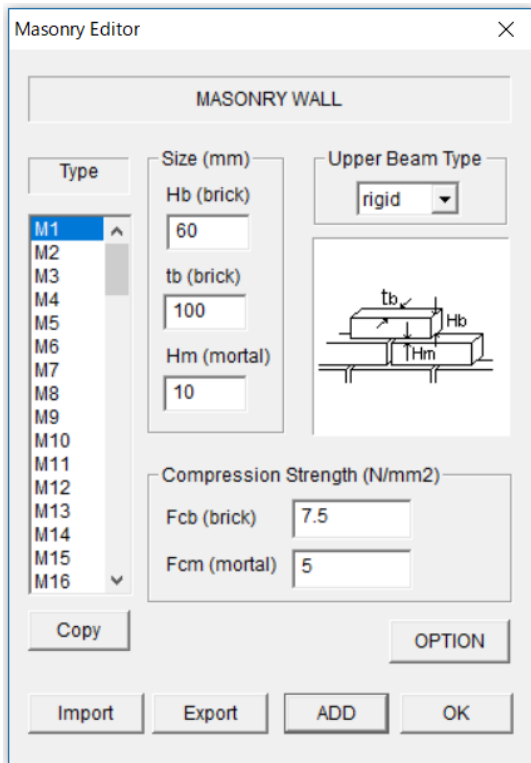 Masonry Editor
MASONRY WALL
Type
M1
M2
M3
M4
M5
M6
M7
M8
M9
M10
M11
M12
M13
M14
M15
M16
Copy
Size (mm)
Hb (brick)
60
tb (brick)
100
Hm (mortal)
10
Upper Beam Type
rigid
tb
Hb
Hm
Compression Strength (N/mm2)
Fcb (brick)
7.5
Fcm (mortal)
5
OPTION
Import
Export
ADD
OK